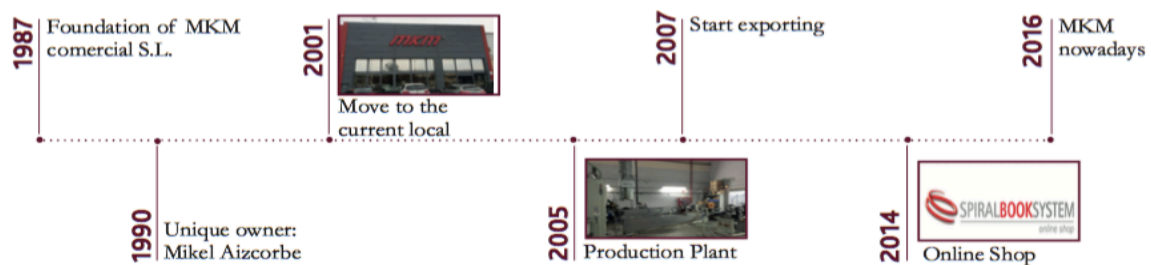 1987
Foundation of MKM
comercial S.L.
1990
Unique owner:
Mikel Aizcorbe
2001
mkm
Move to the
current local
2005
Production Plant
2007
Start exporting
2014
SPIRALBOOKSYSTEM
online shop
Online Shop
2016
MKM
nowadays